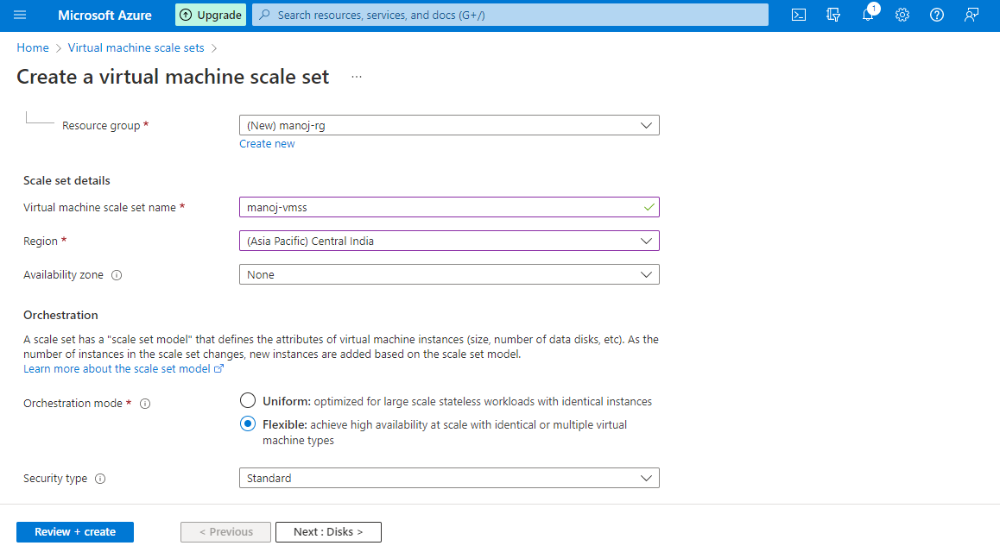 Microsoft Azure
Upgrade
Search resources, services, and docs (G+/)
1
Home > Virtual machine scale sets >
Create a virtual machine scale set ...
Resource group *
(New) manoj-rg
Create new
Scale set details
Virtual machine scale set name *
manoj-vmss
Region *
(Asia Pacific) Central India
Availability zone
None
Orchestration
A scale set has a "scale set model" that defines the attributes of virtual machine instances (size, number of data disks, etc). As the
number of instances in the scale set changes, new instances are added based on the scale set model.
Learn more about the scale set model
Orchestration mode *
Uniform: optimized for large scale stateless workloads with identical instances
Flexible: achieve high availability at scale with identical or multiple virtual
machine types
Security type
Standard
Review + create
< Previous
Next : Disks >